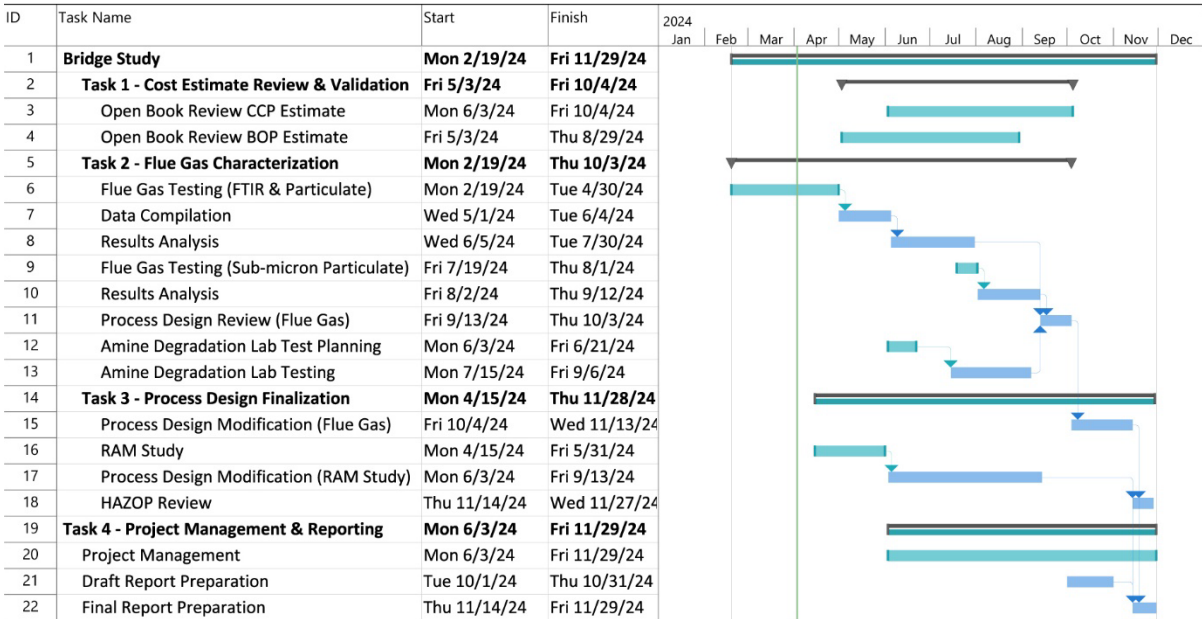 ID Task Name Start Finish 2024
Jan Feb Mar Apr May Jun Jul Aug Sep Oct Nov Dec
1 Bridge Study Mon 2/19/24 Fri 11/29/24
2 Task 1 - Cost Estimate Review & Validation Fri 5/3/24 Fri 10/4/24
3 Open Book Review CCP Estimate Mon 6/3/24 Fri 10/4/24
4 Open Book Review BOP Estimate Fri 5/3/24 Thu 8/29/24
5 Task 2 - Flue Gas Characterization Mon 2/19/24 Thu 10/3/24
6 Flue Gas Testing (FTIR & Particulate) Mon 2/19/24 Tue 4/30/24
7 Data Compilation Wed 5/1/24 Tue 6/4/24
8 Results Analysis Wed 6/5/24 Tue 7/30/24
9 Flue Gas Testing (Sub-micron Particulate) Fri 7/19/24 Thu 8/1/24
10 Results Analysis Fri 8/2/24 Thu 9/12/24
11 Process Design Review (Flue Gas) Fri 9/13/24 Thu 10/3/24
12 Amine Degradation Lab Test Planning Mon 6/3/24 Fri 6/21/24
13 Amine Degradation Lab Testing Mon 7/15/24 Fri 9/6/24
14 Task 3 - Process Design Finalization Mon 4/15/24 Thu 11/28/24
15 Process Design Modification (Flue Gas) Fri 10/4/24 Wed 11/13/24
16 RAM Study Mon 4/15/24 Fri 5/31/24
17 Process Design Modification (RAM Study) Mon 6/3/24 Fri 9/13/24
18 HAZOP Review Thu 11/14/24 Wed 11/27/24
19 Task 4 - Project Management & Reporting Mon 6/3/24 Fri 11/29/24
20 Project Management Mon 6/3/24 Fri 11/29/24
21 Draft Report Preparation Tue 10/1/24 Thu 10/31/24
22 Final Report Preparation Thu 11/14/24 Fri 11/29/24